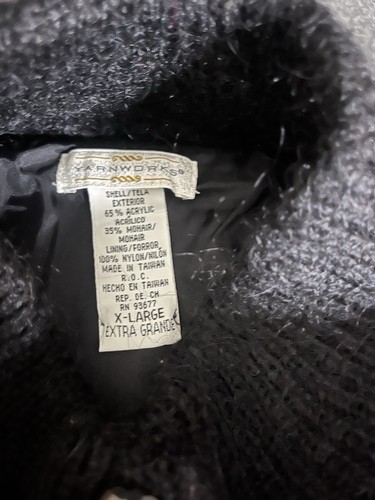 YARNWORKS®
SHELL/TELA
EXTERIOR
65% ACRYLIC
ACRILICO
35% MOHAIR/
MOHAIR
LINING/FORROR
100% NYLON/NILON
MADE IN TAIWAN
R.O.C.
HECHO EN TAIWAN
REP. DE. CH
RN 93677
X-LARGE
EXTRA GRANDE